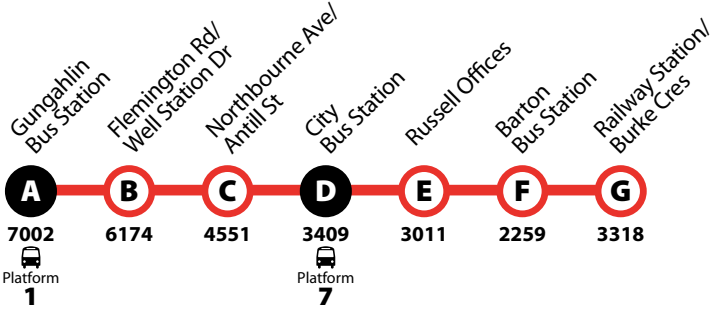 Gungahlin
Bus Station
Flemington Rd/
Well Station Dr
Northbourne Ave/
Antill St
City
Bus Station
Russell Offices
Barton
Bus Station
Railway Station/
Burke Cres
A B C D E F G
7002 6174 4551 3409 3011 2259 3318
Platform Platform
1 7